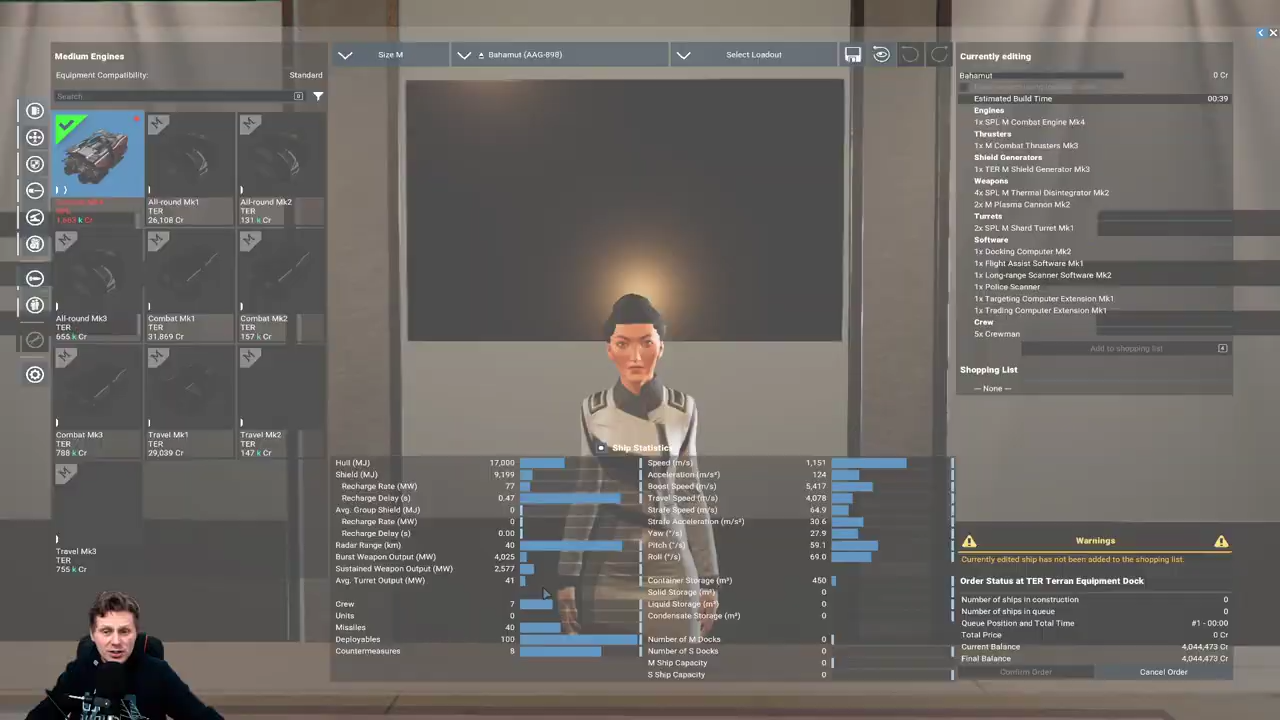 Medium Engines
Equipment Compatibility:
Standard
Search
1,603 k Cr
All-round Mk1
TER
26,108 Cr
All-round Mk2
TER
131 k Cr
All-round Mk3
TER
655 k Cr
Combat Mk1
TER
31,869 Cr
Combat Mk2
TER
157 k Cr
Combat Mk3
TER
788 k Cr
Travel Mk1
TER
29,039 Cr
Travel Mk2
TER
147 k Cr
Travel Mk3
TER
755 k Cr
Size M
Bahamut (AAG-898)
Select Loadout
Ship Statistics
Hull (MJ) 17,000
Shield (MJ) 9,199
Recharge Rate (MW) 77
Recharge Delay (s) 0.47
Avg. Group Shield (MJ) 0
Recharge Rate (MW) 0
Recharge Delay (s) 0.00
Radar Range (km) 40
Burst Weapon Output (MW) 4,025
Sustained Weapon Output (MW) 2,577
Avg. Turret Output (MW) 41
Crew 7
Units 0
Missiles 40
Deployables 100
Countermeasures 8
Speed (m/s) 1,151
Acceleration (m/s²) 124
Boost Speed (m/s) 5,417
Travel Speed (m/s) 4,078
Strafe Speed (m/s) 64.9
Strafe Acceleration (m/s²) 30.6
Yaw (°/s) 27.9
Pitch (°/s) 59.1
Roll (°/s) 69.0
Container Storage (m³) 450
Solid Storage (m³) 0
Liquid Storage (m³) 0
Condensate Storage (m³) 0
Number of M Docks 0
Number of S Docks 0
M Ship Capacity 0
S Ship Capacity 0
Currently editing
Bahamut 0 Cr
Estimated Build Time 00:39
Engines
1x SPL M Combat Engine Mk4
Thrusters
1x M Combat Thrusters Mk3
Shield Generators
1x TER M Shield Generator Mk3
Weapons
4x SPL M Thermal Disintegrator Mk2
2x M Plasma Cannon Mk2
Turrets
2x SPL M Shard Turret Mk1
Software
1x Docking Computer Mk2
1x Flight Assist Software Mk1
1x Long-range Scanner Software Mk2
1x Police Scanner
1x Targeting Computer Extension Mk1
1x Trading Computer Extension Mk1
Crew
5x Crewman
Add to shopping list
Shopping List
— None —
Warnings
Currently edited ship has not been added to the shopping list.
Order Status at TER Terran Equipment Dock
Number of ships in construction 0
Number of ships in queue 0
Queue Position and Total Time #1 - 00:00
Total Price 0 Cr
Current Balance 4,044,473 Cr
Final Balance 4,044,473 Cr
Confirm Order
Cancel Order